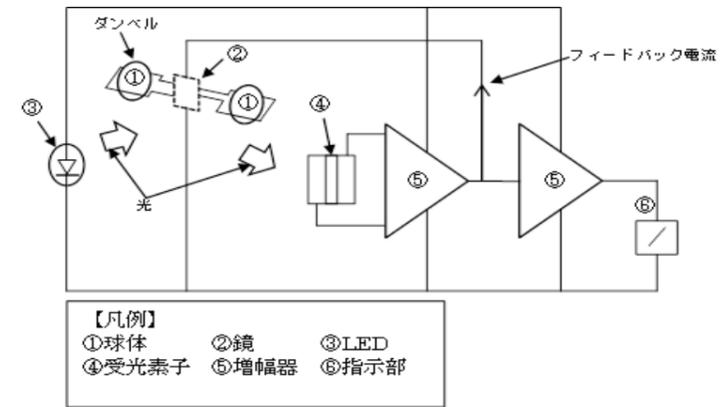 ダンベル
②
フィードバック電流
①
①
③
④
⑤
⑤
光
⑥
【凡例】
①球体 ②鏡 ③LED
④受光素子 ⑤増幅器 ⑥指示部